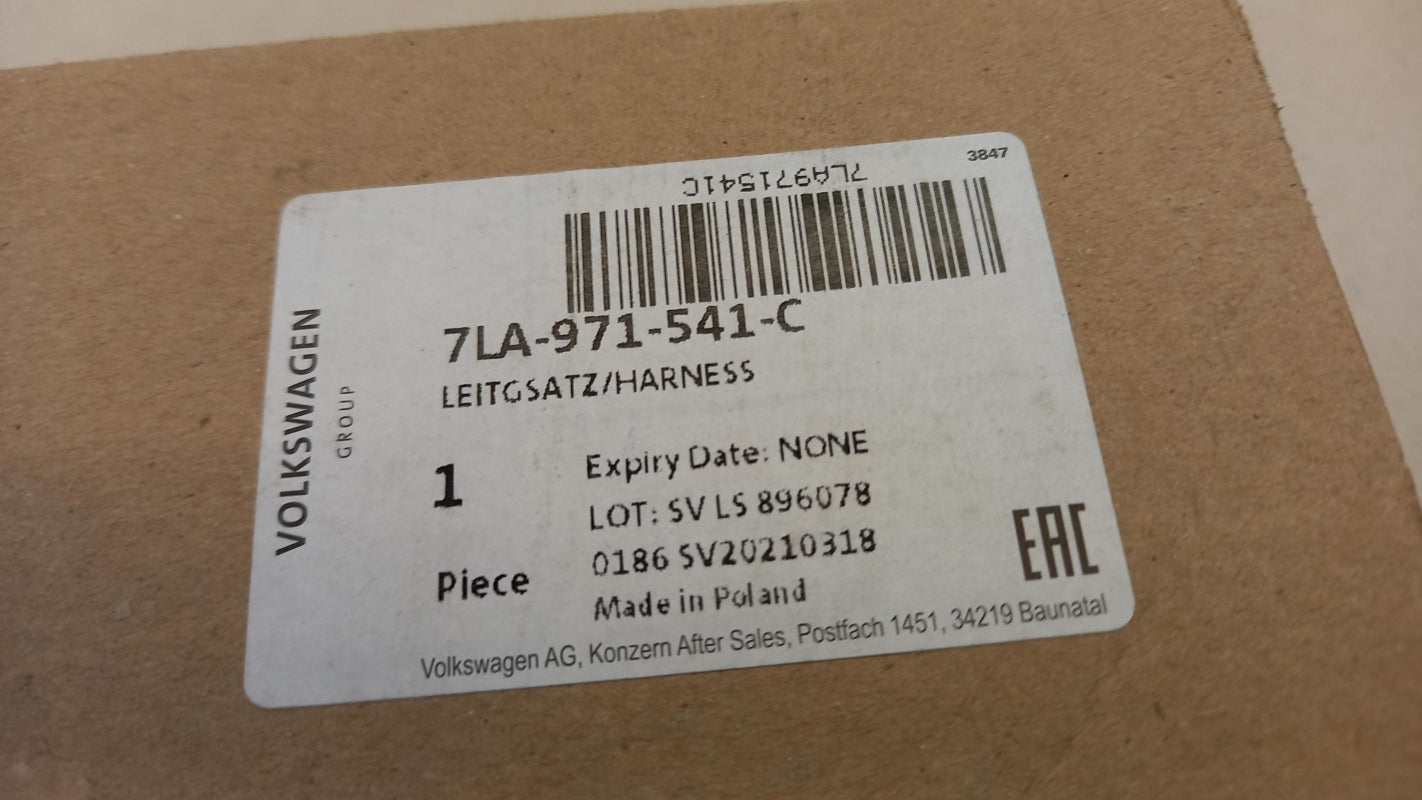 3847
7LA971541C
7LA-971-541-C
LEITGSATZ/HARNESS
VOLKSWAGEN
GROUP
1
Piece
Expiry Date: NONE
LOT: SV LS 896078
0186 SV20210318
Made in Poland
EAC
Volkswagen AG, Konzern After Sales, Postfach 1451, 34219 Baunatal